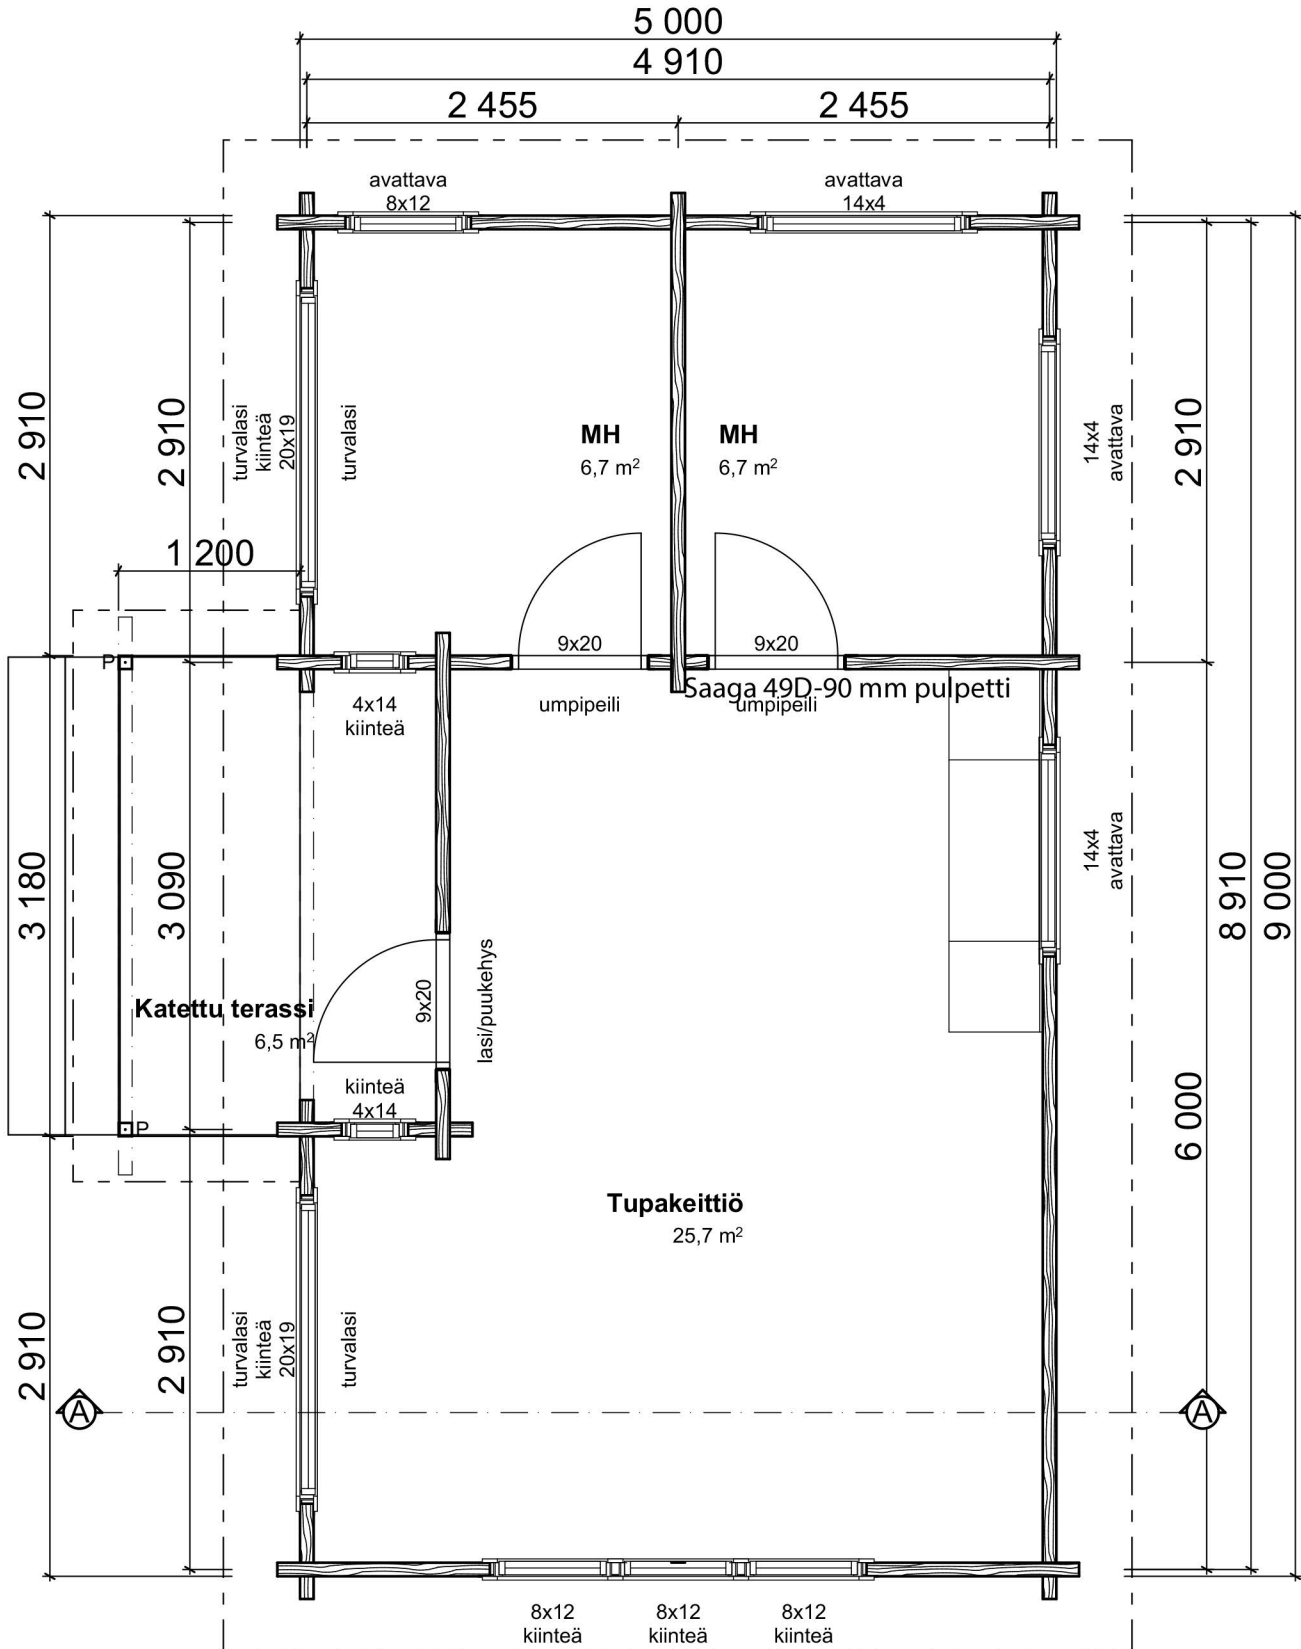 5 000
4 910
2 455
2 455
avattava
8x12
avattava
14x4
2 910
2 910
turvalasi
kiinteä
20x19
turvalasi
MH
6,7 m²
MH
6,7 m²
14x4
avattava
2 910
1 200
9x20
9x20
P
Saaga 49D-90 mm pulpetti
umpipeili
umpipeili
4x14
kiinteä
3 180
3 090
14x4
avattava
8 910
9 000
Katettu terassi
6,5 m²
9x20
lasi/puukehys
kiinteä
4x14
P
6 000
Tupakeittiö
25,7 m²
2 910
2 910
turvalasi
kiinteä
20x19
turvalasi
A
A
8x12
kiinteä
8x12
kiinteä
8x12
kiinteä